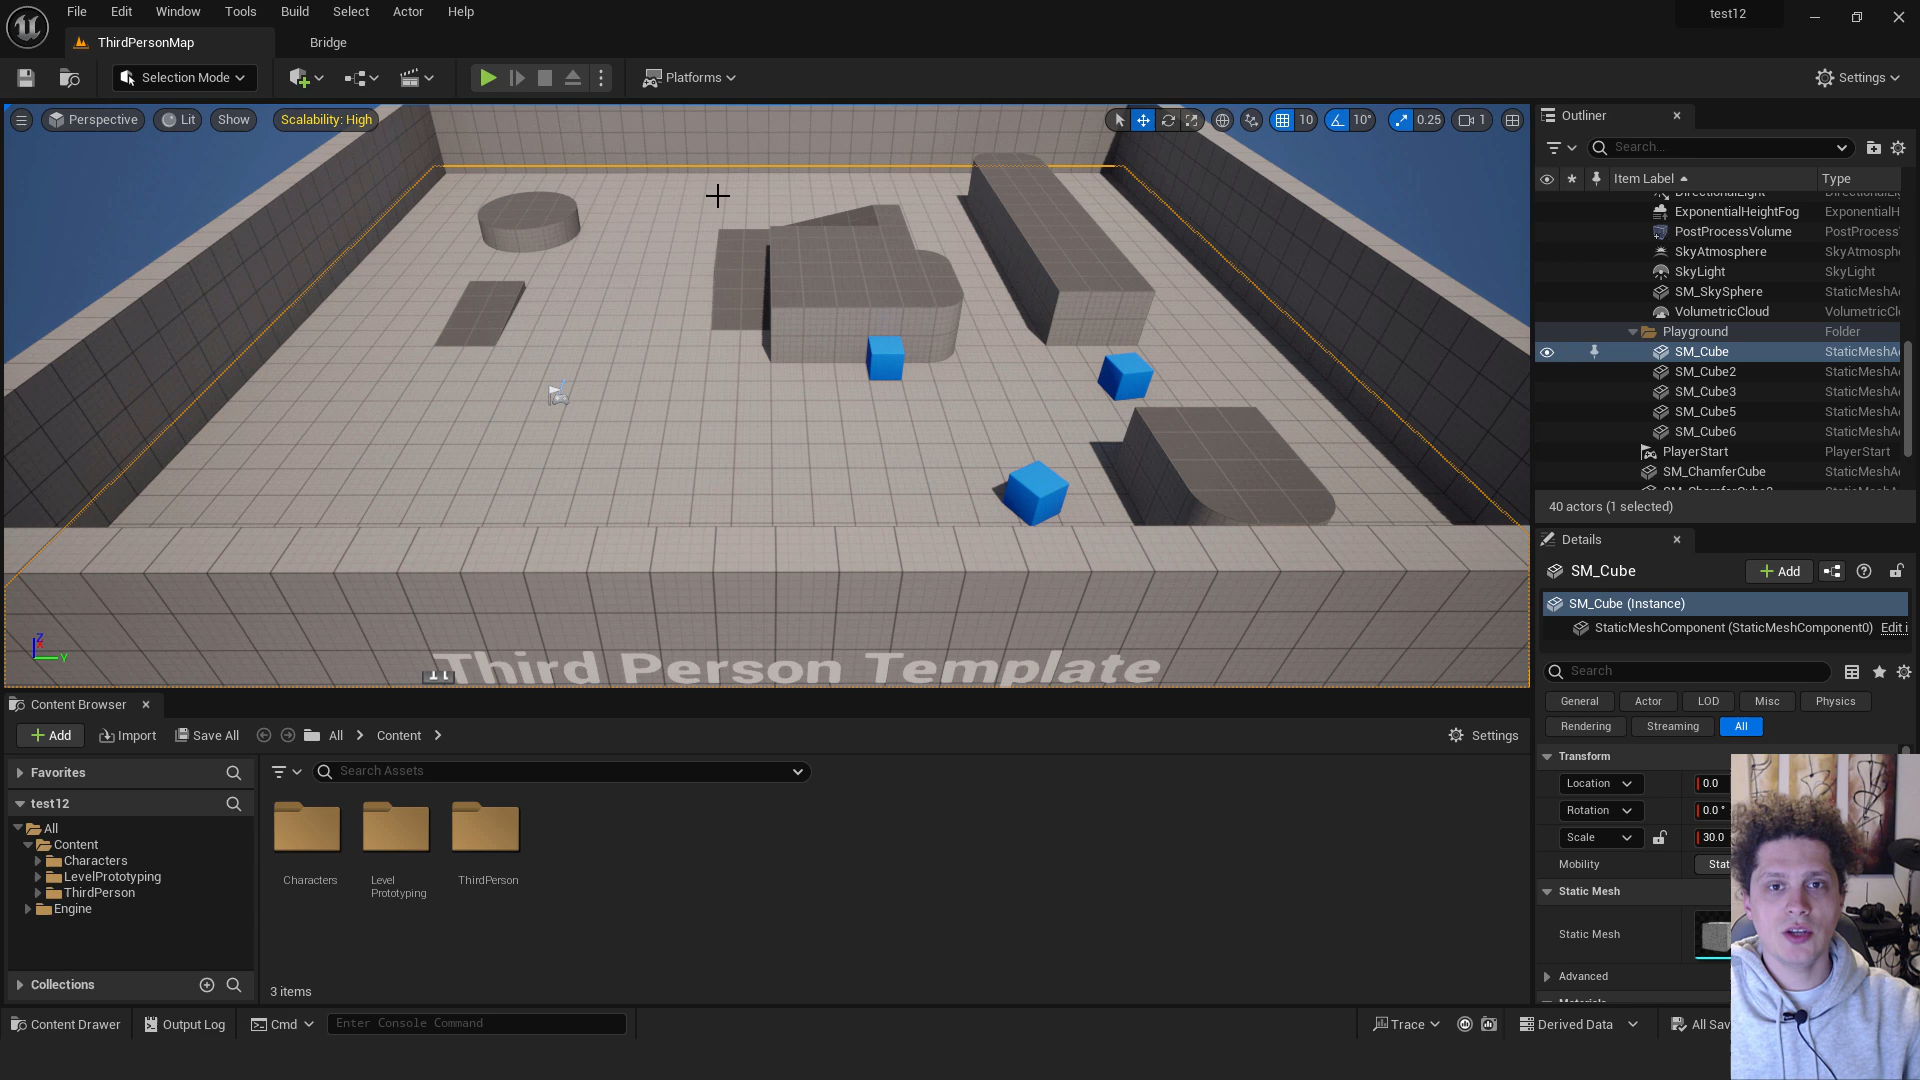 File Edit Window Tools Build Select Actor Help
test12
ThirdPersonMap
Bridge
Selection Mode
Platforms
Settings
Perspective Lit Show Scalability: High
10 10° 0.25 1
Outliner
Search...
Item Label Type
ExponentialHeightFog ExponentialH
PostProcessVolume PostProcess
SkyAtmosphere SkyAtmosph
SkyLight SkyLight
SM_SkySphere StaticMeshA
VolumetricCloud VolumetricCl
Playground Folder
SM_Cube StaticMeshA
SM_Cube2 StaticMeshA
SM_Cube3 StaticMeshA
SM_Cube5 StaticMeshA
SM_Cube6 StaticMeshA
PlayerStart PlayerStart
SM_ChamferCube StaticMeshA
40 actors (1 selected)
Details
SM_Cube
Add
SM_Cube (Instance)
StaticMeshComponent (StaticMeshComponent0) Edit i
Search
General Actor LOD Misc Physics
Rendering Streaming All
Transform
Location 0.0
Rotation 0.0°
Scale 30.0
Mobility Stat
Static Mesh
Static Mesh
Advanced
Z
Y
Third Person Template
Content Browser
Add Import Save All All Content Settings
Favorites
Search Assets
test12
All
Content
Characters
LevelPrototyping
ThirdPerson
Engine
Characters
Level
Prototyping
ThirdPerson
Collections
3 items
Content Drawer Output Log Cmd Enter Console Command
Trace Derived Data All Sav